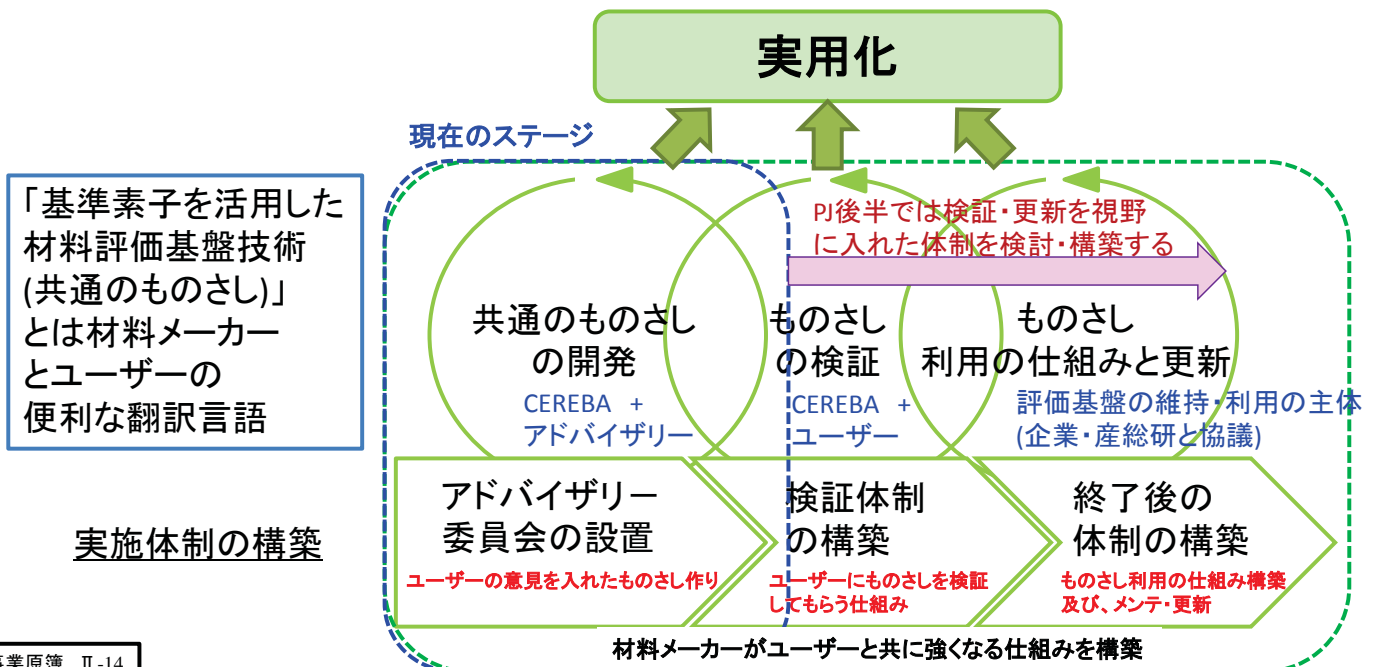 実用化
現在のステージ
「基準素子を活用した
材料評価基盤技術
(共通のものさし)」
とは材料メーカー
とユーザーの
便利な翻訳言語
PJ後半では検証・更新を視野
に入れた体制を検討・構築する
共通のものさし
の開発
CEREBA +
アドバイザリー
ものさし
の検証
CEREBA +
ユーザー
ものさし
利用の仕組みと更新
評価基盤の維持・利用の主体
(企業・産総研と協議)
実施体制の構築
アドバイザリー
委員会の設置
ユーザーの意見を入れたものさし作り
検証体制
の構築
ユーザーにものさしを検証
してもらう仕組み
終了後の
体制の構築
ものさし利用の仕組み構築
及び、メンテ・更新
材料メーカーがユーザーと共に強くなる仕組みを構築
業原簿 Ⅱ-14